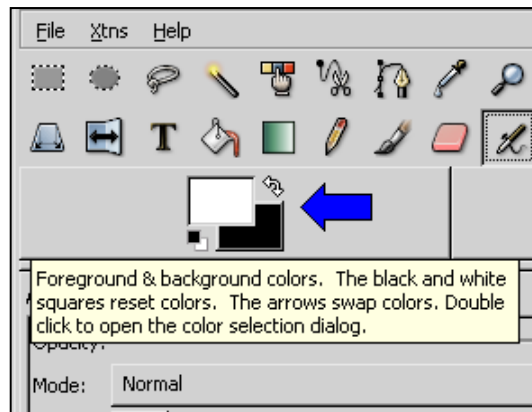 File Xtns Help
T
Foreground & background colors. The black and white
squares reset colors. The arrows swap colors. Double
click to open the color selection dialog.
Opacity:
Mode: Normal